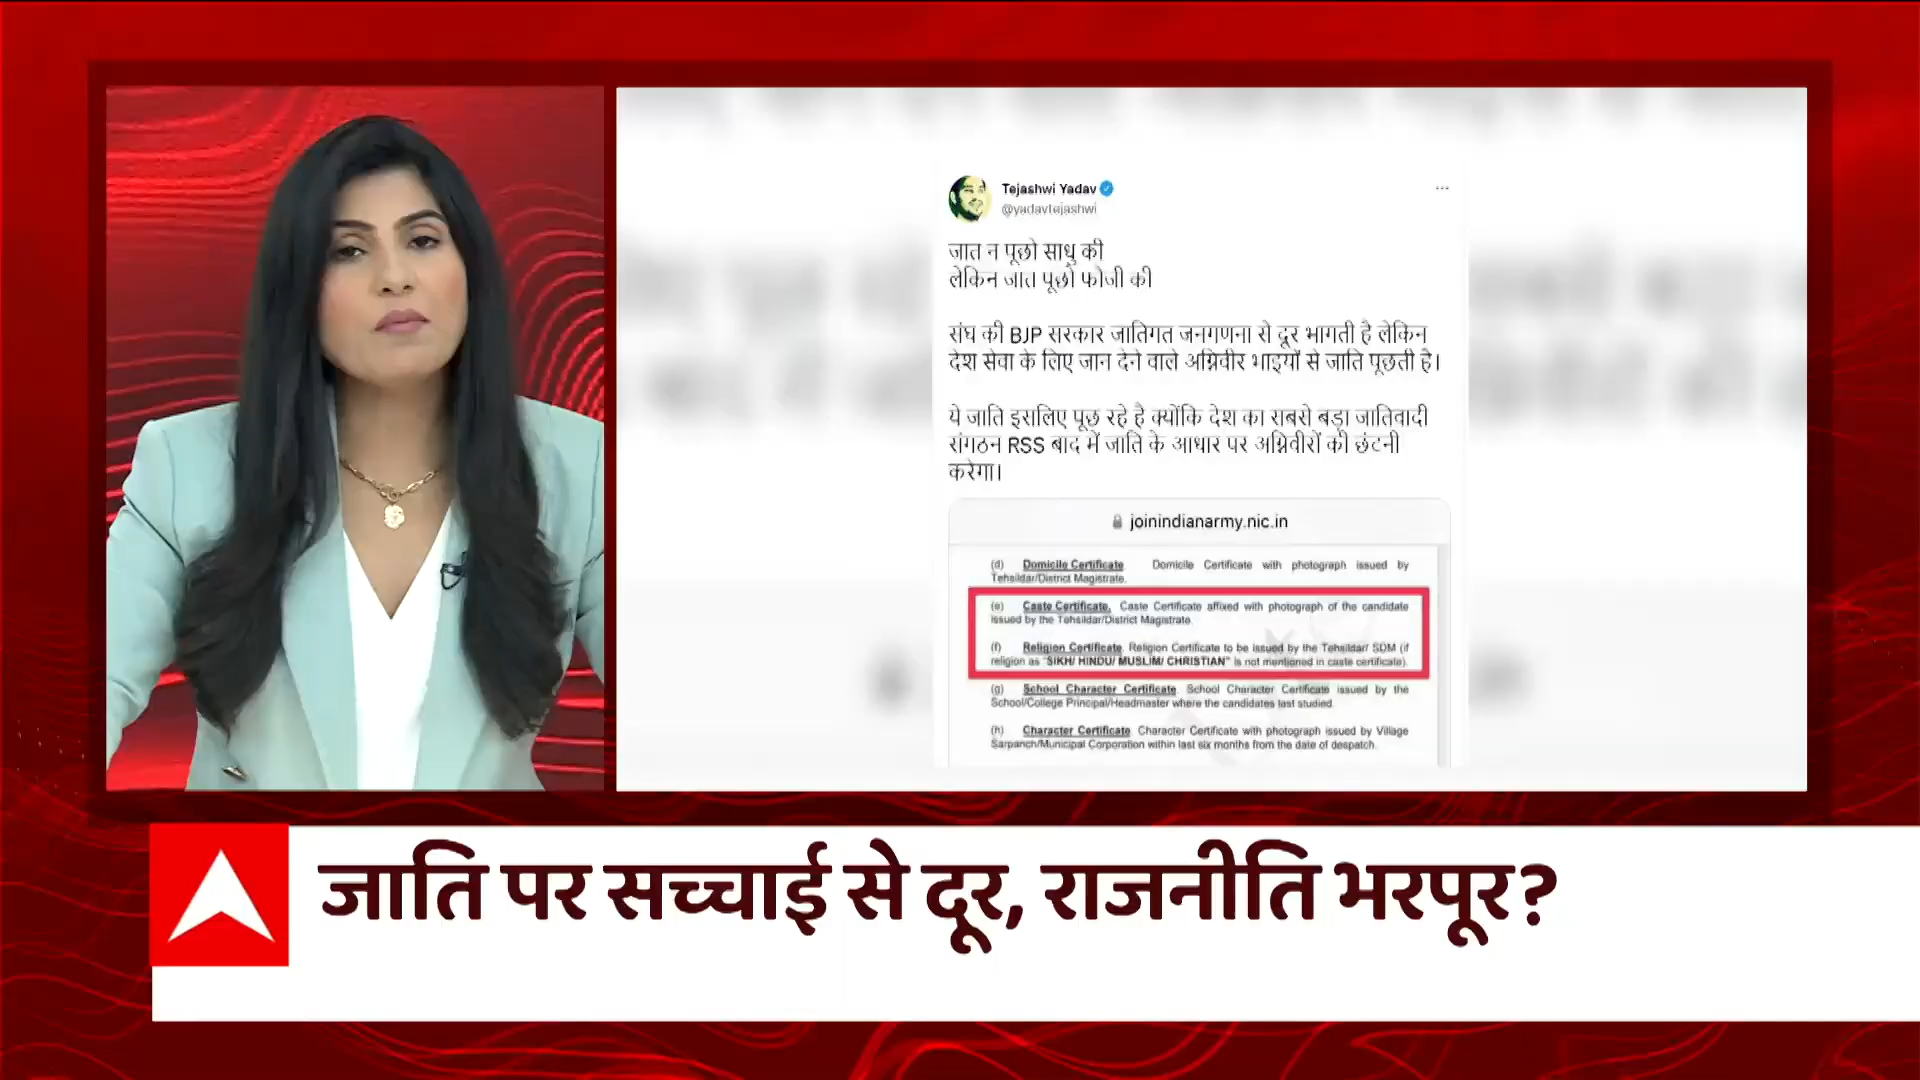 Tejashwi Yadav
@yadavtejashwi
...
जात न पूछो साधु की
लेकिन जात पूछो फौजी की
संघ की BJP सरकार जातिगत जनगणना से दूर भागती है लेकिन
देश सेवा के लिए जान देने वाले अग्निवीर भाइयों से जाति पूछती है।
ये जाति इसलिए पूछ रहे है क्योंकि देश का सबसे बड़ा जातिवादी
संगठन RSS बाद में जाति के आधार पर अग्निवीरों की छंटनी
करेगा।
joinindianarmy.nic.in
(d) Domicile Certificate Domicile Certificate with photograph issued by
Tehsildar/District Magistrate.
(e) Caste Certificate. Caste Certificate affixed with photograph of the candidate
issued by the Tehsildar/District Magistrate.
(f) Religion Certificate. Religion Certificate to be issued by the Tehsildar/ SDM (if
religion as "SIKH/ HINDU/ MUSLIM/ CHRISTIAN" is not mentioned in caste certificate).
(g) School Character Certificate. School Character Certificate issued by the
School/College Principal/Headmaster where the candidates last studied.
(h) Character Certificate Character Certificate with photograph issued by Village
Sarpanch/Municipal Corporation within last six months from the date of despatch.
जाति पर सच्चाई से दूर, राजनीति भरपूर?